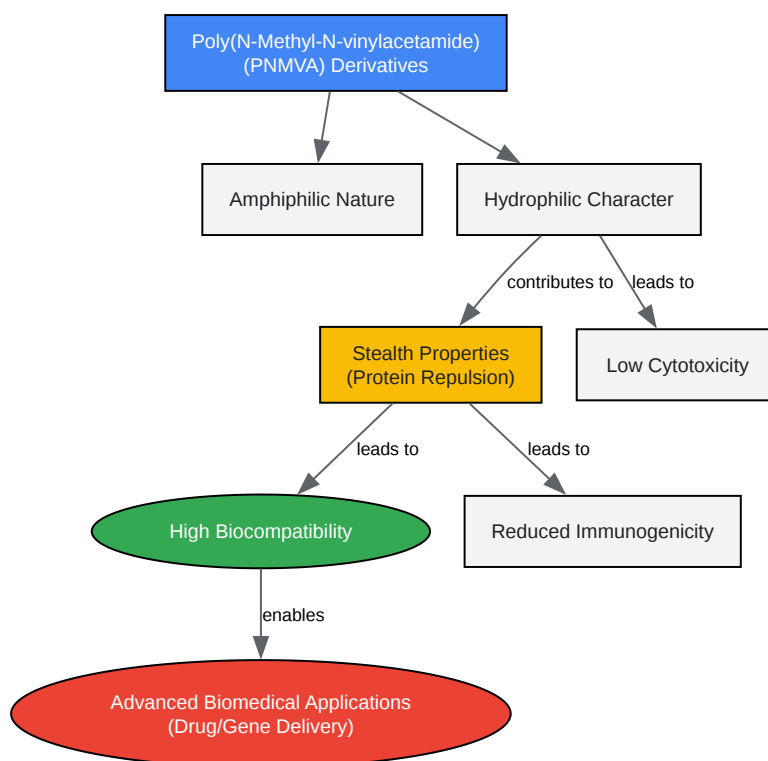 Poly(N-Methyl-N-vinylacetamide)
(PNMVA) Derivatives
Amphiphilic Nature
Hydrophilic Character
contributes to
leads to
Stealth Properties
(Protein Repulsion)
Low Cytotoxicity
leads to
leads to
High Biocompatibility
Reduced Immunogenicity
enables
Advanced Biomedical Applications
(Drug/Gene Delivery)